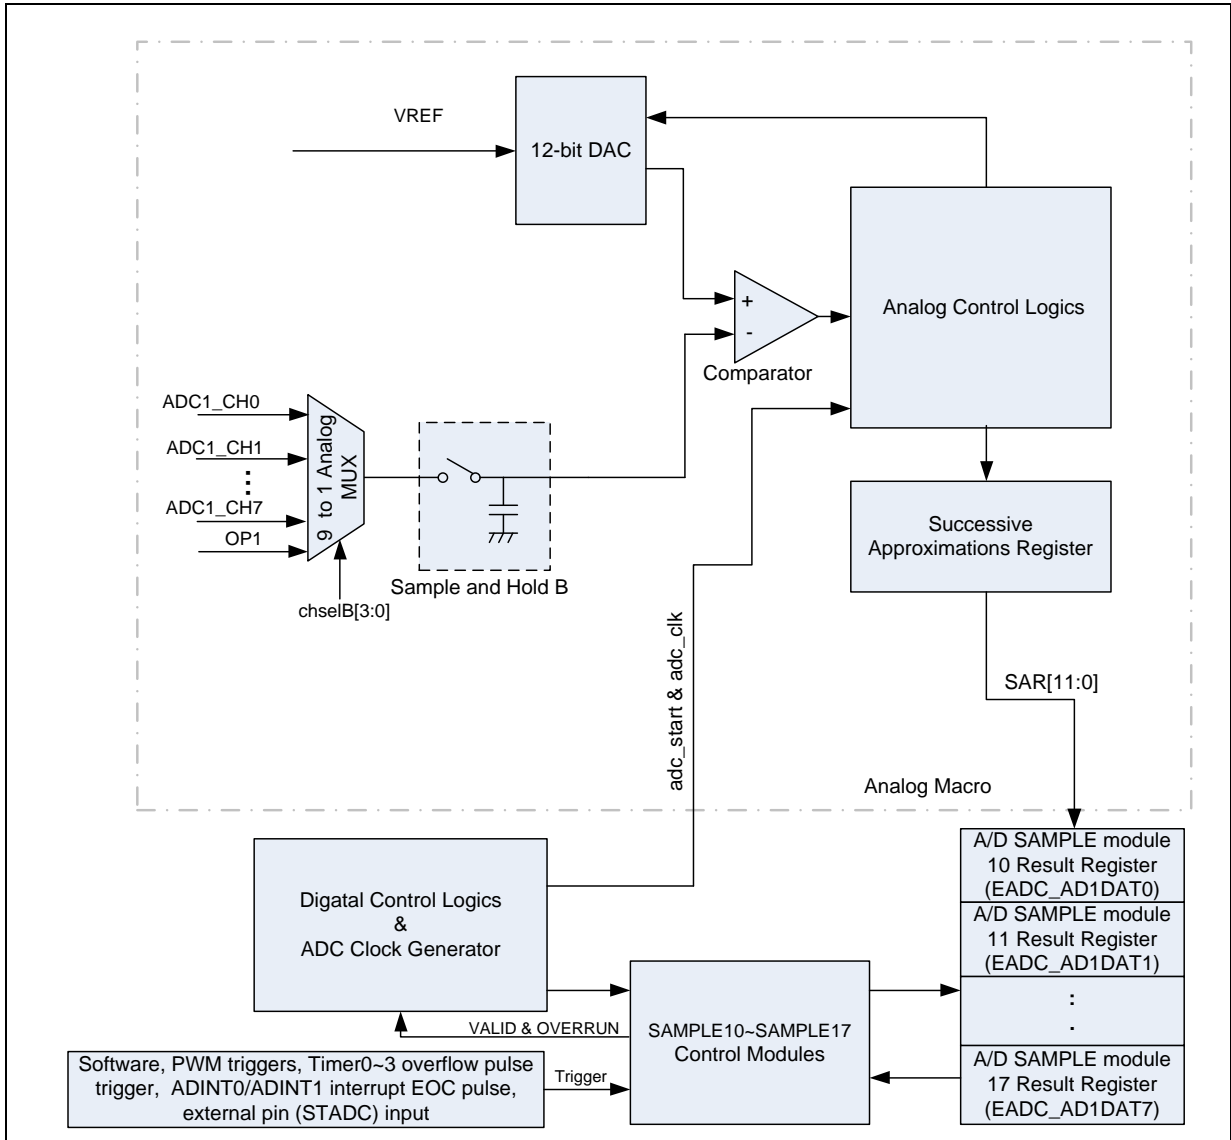 VREF
12-bit DAC
Analog Control Logics
+
-
Comparator
ADC1_CH0
ADC1_CH1
⋮
ADC1_CH7
OP1
9 to 1 Analog
MUX
chselB[3:0]
Sample and Hold B
Successive
Approximations Register
adc_start & adc_clk
SAR[11:0]
Analog Macro
Digatal Control Logics
&
ADC Clock Generator
VALID & OVERRUN
SAMPLE10~SAMPLE17
Control Modules
Software, PWM triggers, Timer0~3 overflow pulse
trigger, ADINT0/ADINT1 interrupt EOC pulse,
external pin (STADC) input
Trigger
A/D SAMPLE module
10 Result Register
(EADC_AD1DAT0)
A/D SAMPLE module
11 Result Register
(EADC_AD1DAT1)
:
.
A/D SAMPLE module
17 Result Register
(EADC_AD1DAT7)